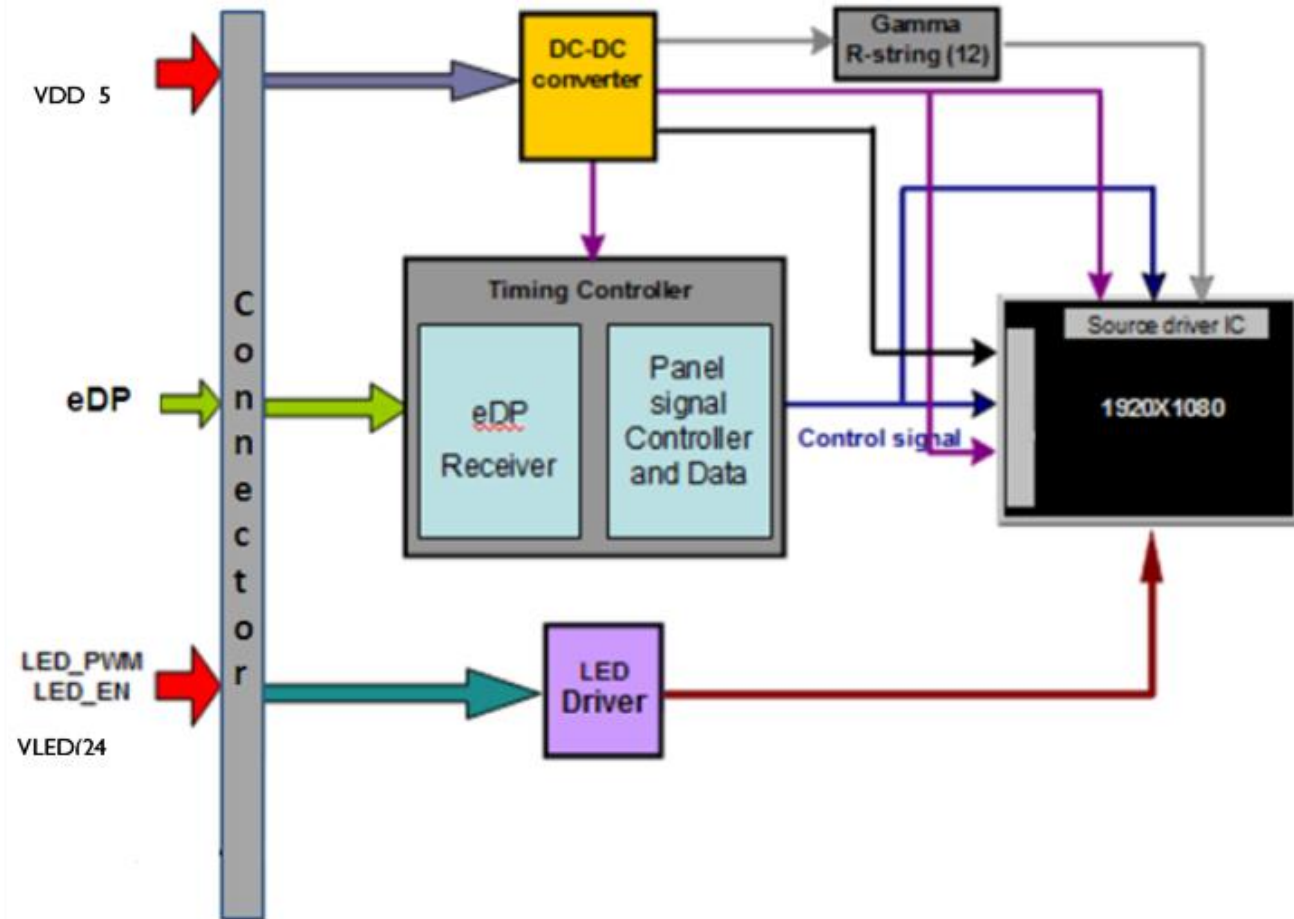 Gamma
R-string (12)
DC-DC
converter
VDD 5
Connector
Timing Controller
Source driver IC
eDP
eDP
Receiver
Panel
signal
Controller
and Data
1920X1080
Control signal
LED_PWM
LED_EN
VLED(24
LED
Driver